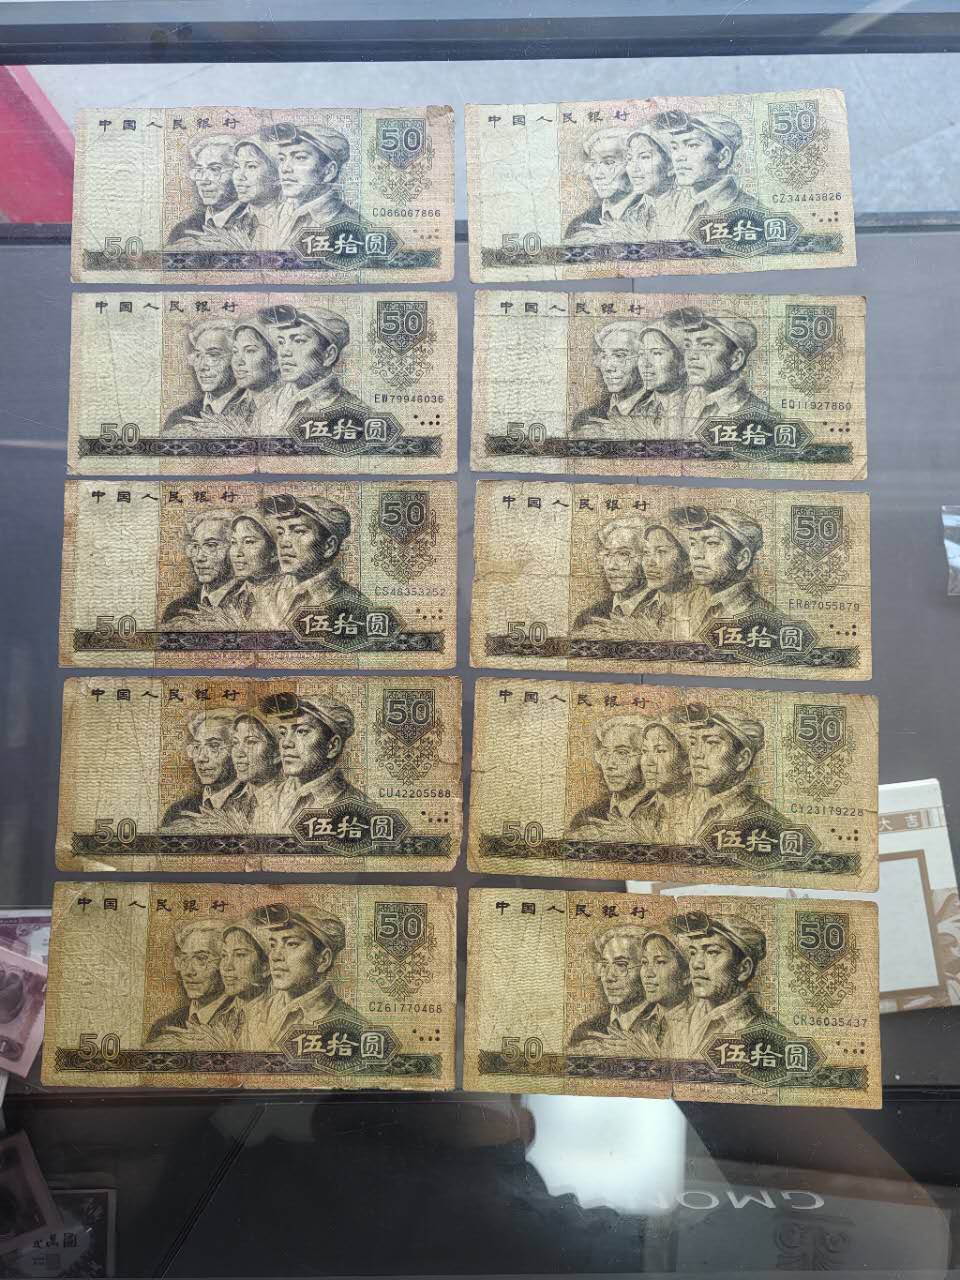 中国人民银行
50
CQ66067866
50
伍拾圆
中国人民银行
50
CZ34443826
50
伍拾圆
中国人民银行
50
EW79946036
50
伍拾圆
中国人民银行
50
EQ11927860
50
伍拾圆
中国人民银行
50
CS46353252
50
伍拾圆
中国人民银行
50
ER87055870
50
伍拾圆
中国人民银行
50
CU42205588
50
伍拾圆
中国人民银行
50
CY23179228
50
伍拾圆
大吉
中国人民银行
50
CZ61770468
50
伍拾圆
中国人民银行
50
CR36035437
50
伍拾圆
GMON